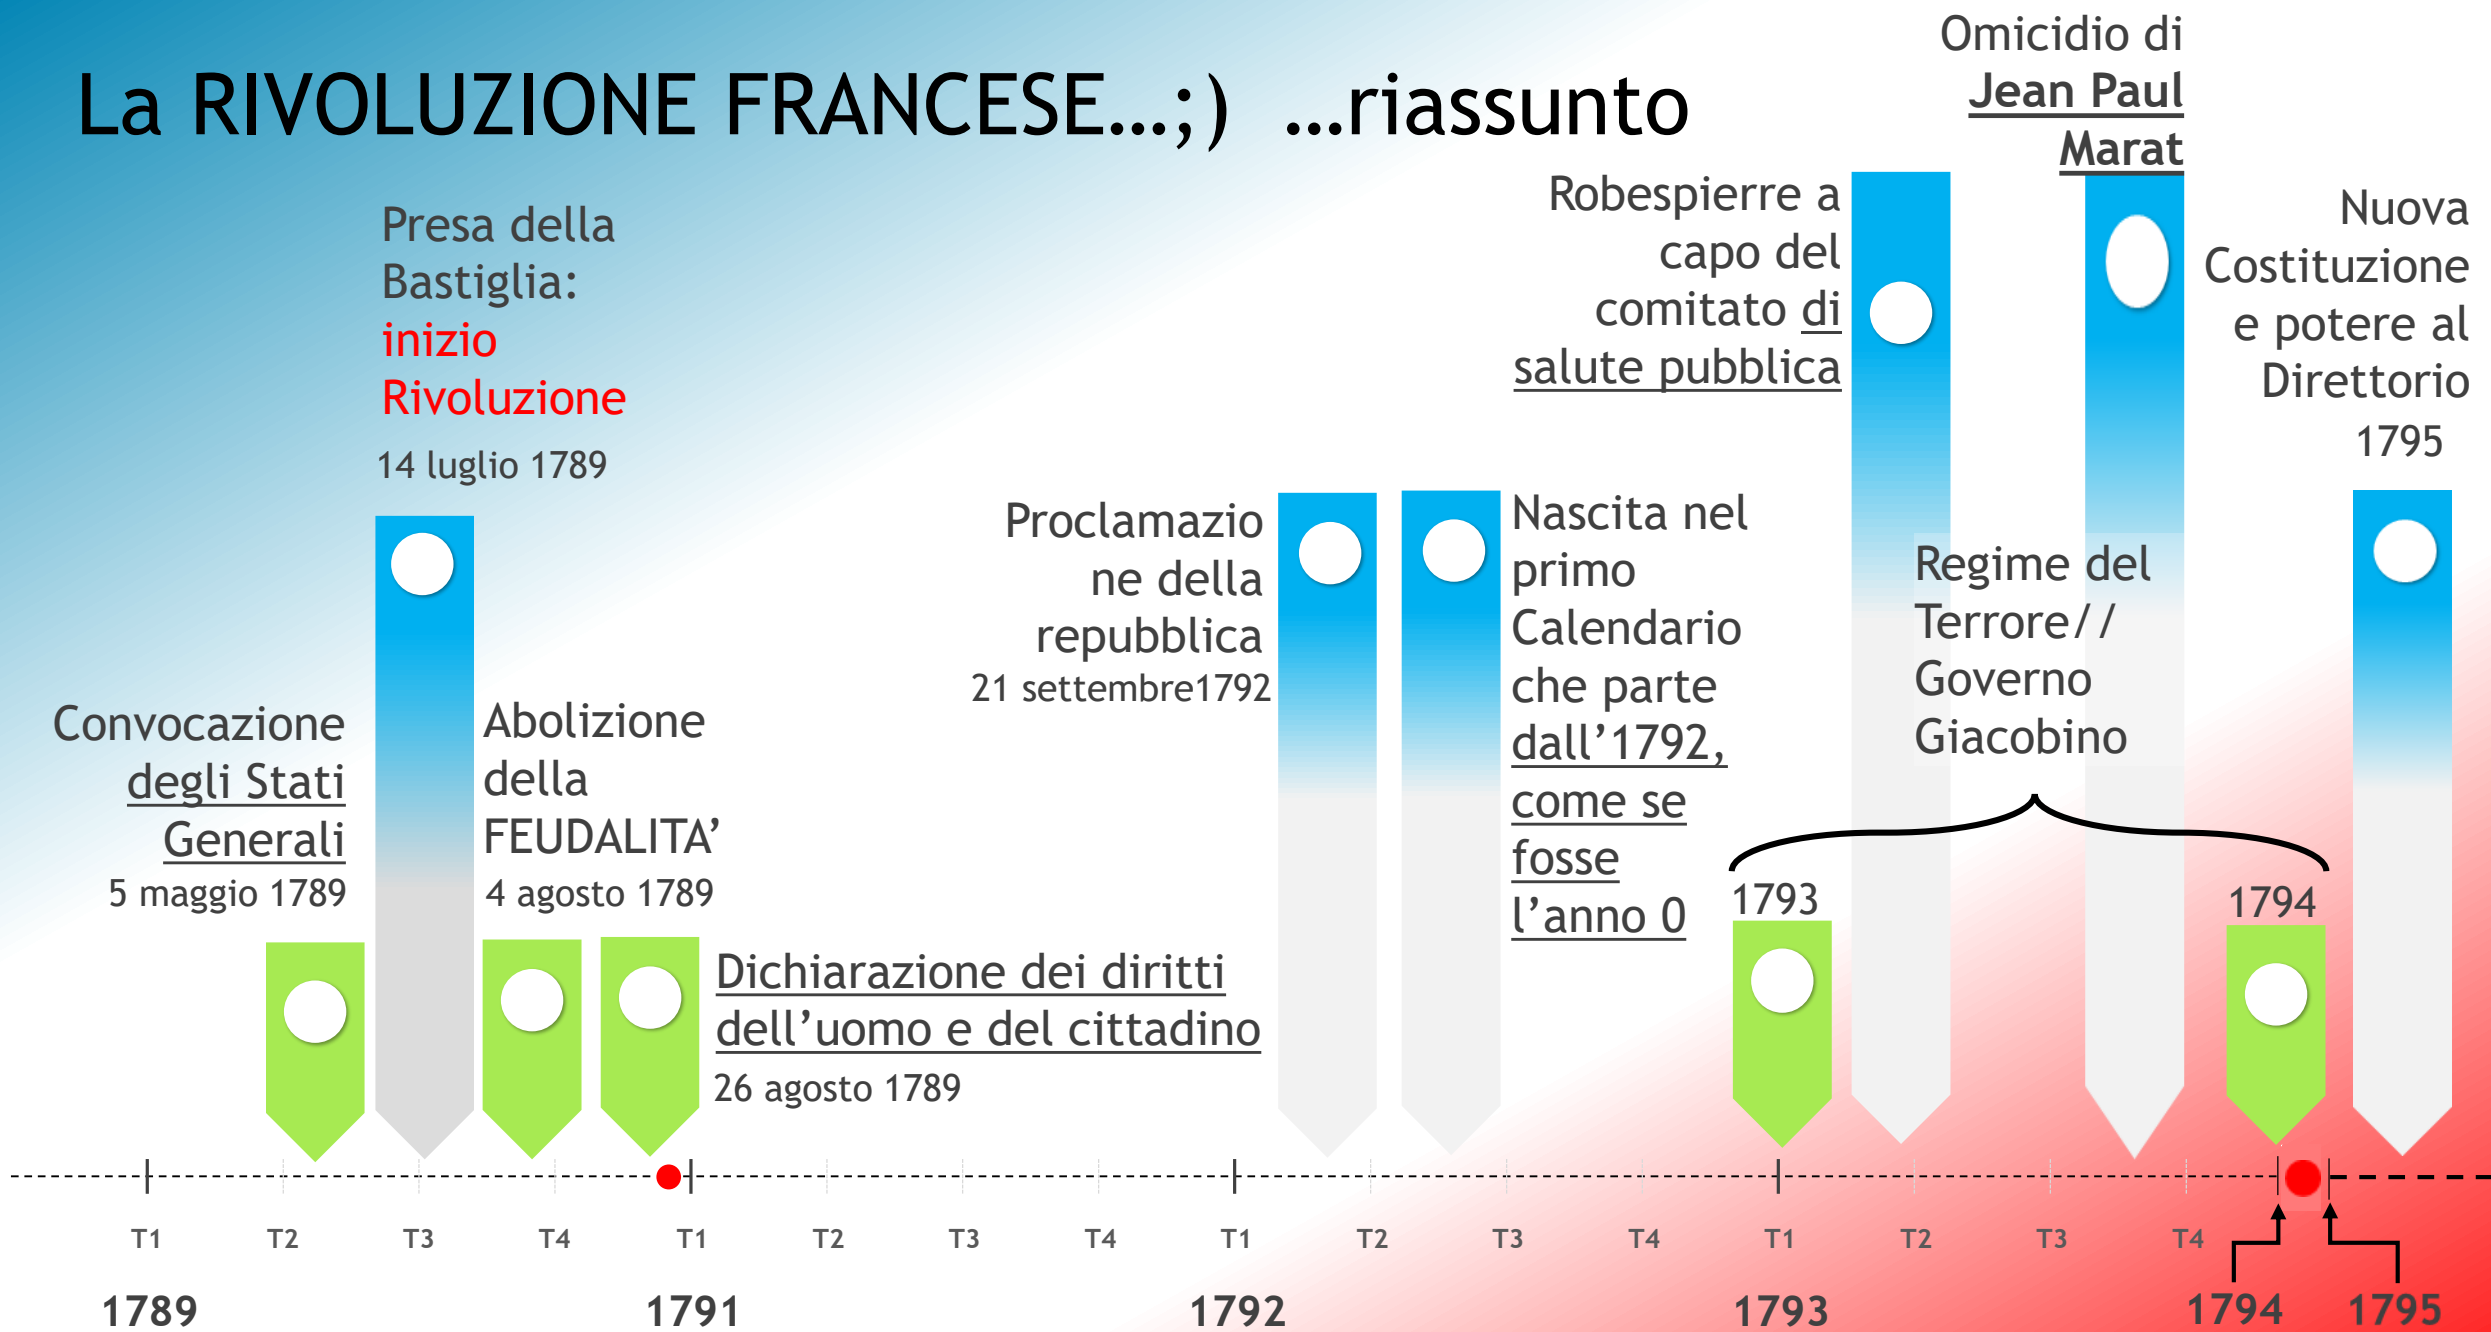 La RIVOLUZIONE FRANCESE…;) …riassunto
Presa della
Bastiglia:
inizio
Rivoluzione
14 luglio 1789
Convocazione
degli Stati
Generali
5 maggio 1789
Abolizione
della
FEUDALITA’
4 agosto 1789
Dichiarazione dei diritti
dell’uomo e del cittadino
26 agosto 1789
Proclamazio
ne della
repubblica
21 settembre1792
Nascita nel
primo
Calendario
che parte
dall’1792,
come se
fosse
l’anno 0
Robespierre a
capo del
comitato di
salute pubblica
Omicidio di
Jean Paul
Marat
Regime del
Terrore//
Governo
Giacobino
1793
1794
Nuova
Costituzione
e potere al
Direttorio
1795
T1 T2 T3 T4 T1 T2 T3 T4 T1 T2 T3 T4 T1 T2 T3 T4
1789 1791 1792 1793 1794 1795